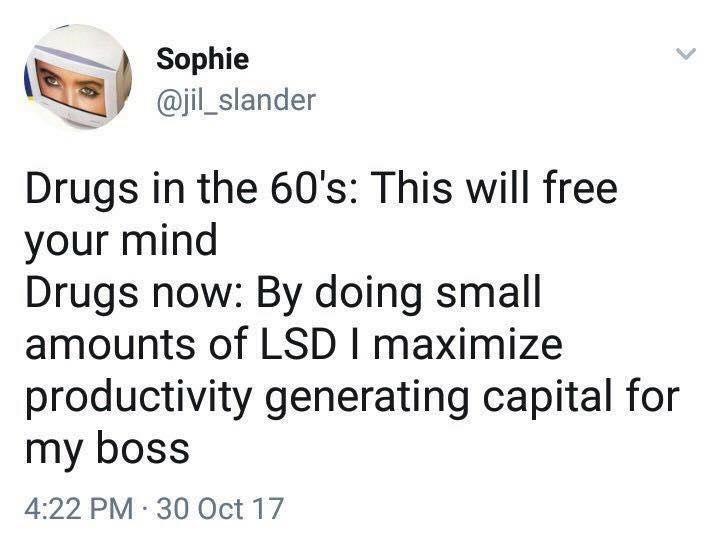 Sophie
@jil_slander
Drugs in the 60's: This will free
your mind
Drugs now: By doing small
amounts of LSD I maximize
productivity generating capital for
my boss
4:22 PM · 30 Oct 17